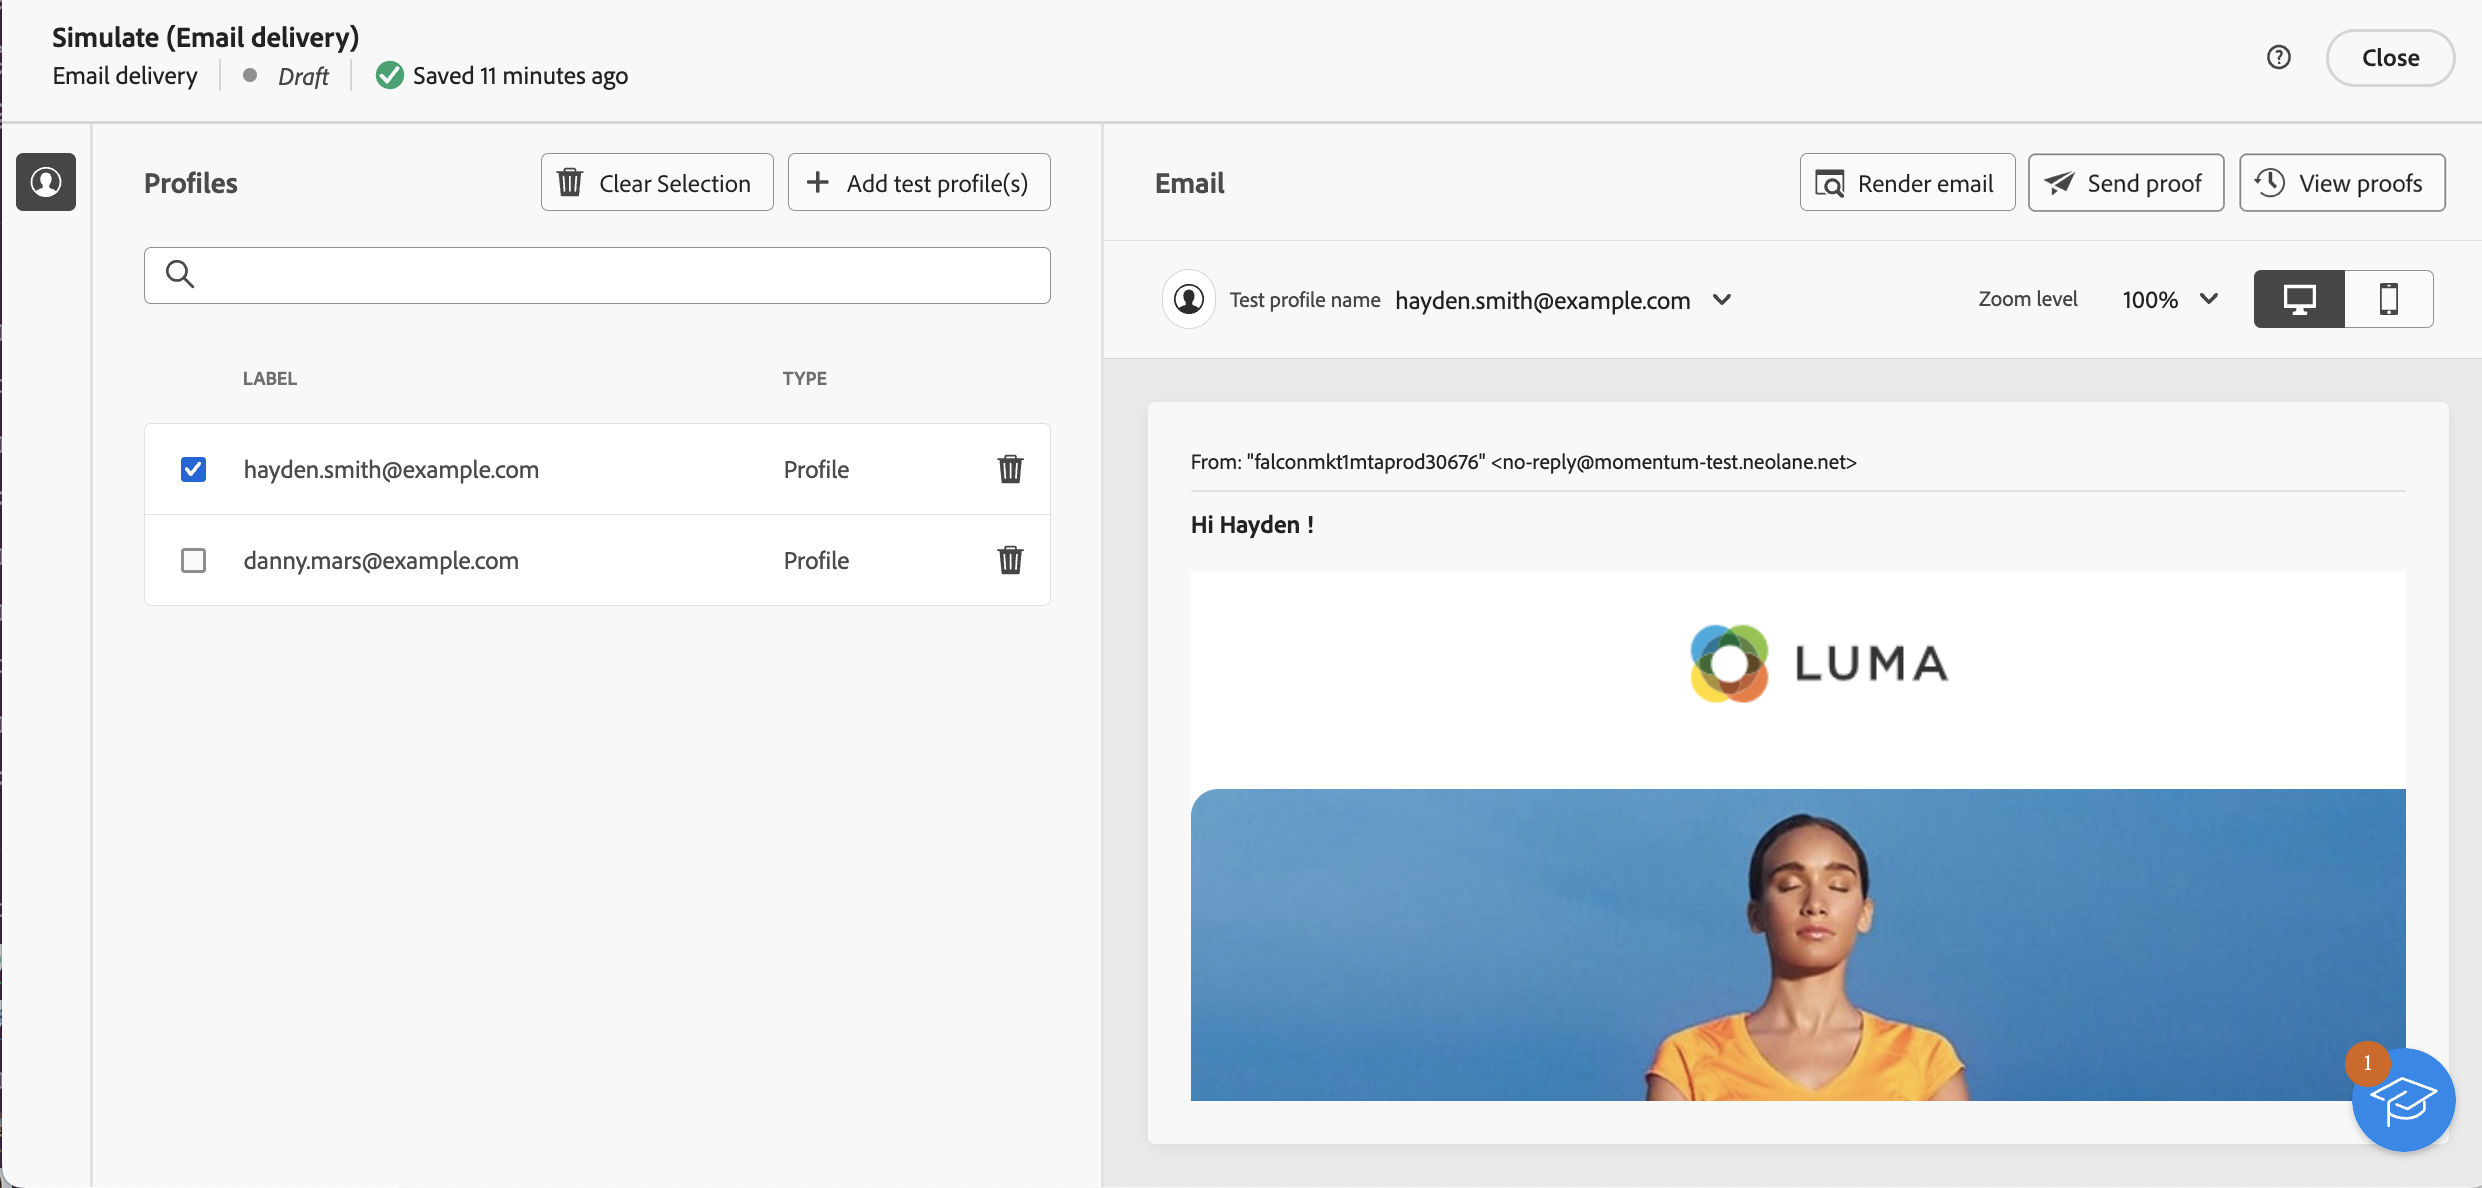 Simulate (Email delivery)
Email delivery Draft Saved 11 minutes ago
Close
Profiles
Clear Selection
Add test profile(s)
LABEL TYPE
hayden.smith@example.com Profile
danny.mars@example.com Profile
Email
Render email
Send proof
View proofs
Test profile name hayden.smith@example.com
Zoom level 100%
From: "falconmkt1mtaprod30676" <no-reply@momentum-test.neolane.net>
Hi Hayden !
LUMA
1